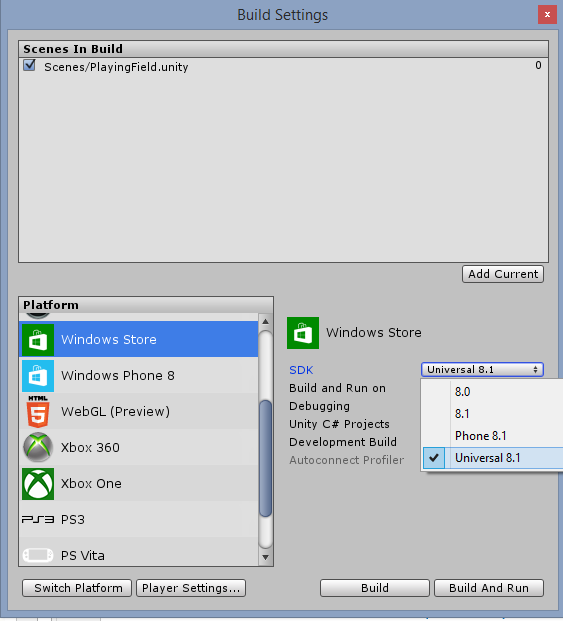 Build Settings
x
Scenes In Build
Scenes/PlayingField.unity 0
Add Current
Platform
Windows Store
Windows Phone 8
HTML 5 WebGL (Preview)
Xbox 360
Xbox One
PS3 PS3
PS Vita
Windows Store
SDK Universal 8.1
Build and Run on
Debugging
Unity C# Projects
Development Build
Autoconnect Profiler
8.0
8.1
Phone 8.1
Universal 8.1
Switch Platform
Player Settings...
Build
Build And Run